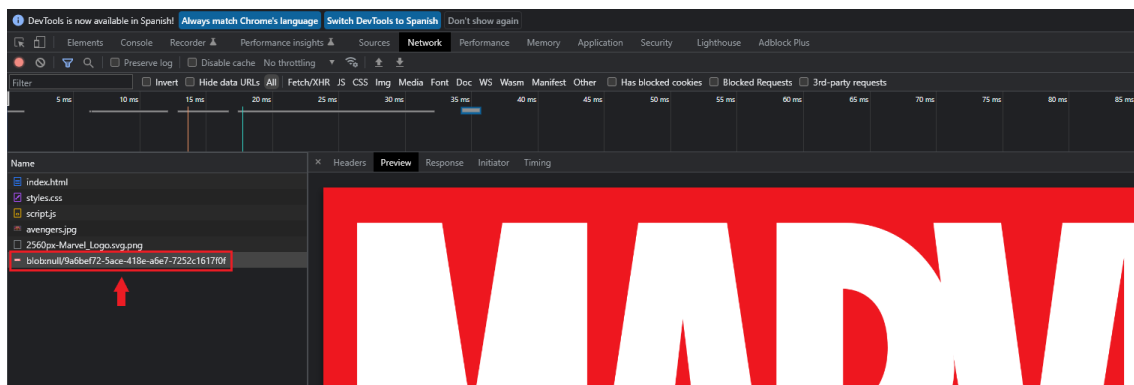 DevTools is now available in Spanish! Always match Chrome's language Switch DevTools to Spanish Don't show again
Elements Console Recorder Performance insights Sources Network Performance Memory Application Security Lighthouse Adblock Plus
Preserve log Disable cache No throttling
Filter Invert Hide data URLs All Fetch/XHR JS CSS Img Media Font Doc WS Wasm Manifest Other Has blocked cookies Blocked Requests 3rd-party requests
5 ms 10 ms 15 ms 20 ms 25 ms 30 ms 35 ms 40 ms 45 ms 50 ms 55 ms 60 ms 65 ms 70 ms 75 ms 80 ms 85 ms
Name × Headers Preview Response Initiator Timing
index.html
styles.css
script.js
avengers.jpg
2560px-Marvel_Logo.svg.png
blob:null/9a6bef72-5ace-418e-a6e7-7252c1617f0f
MARV